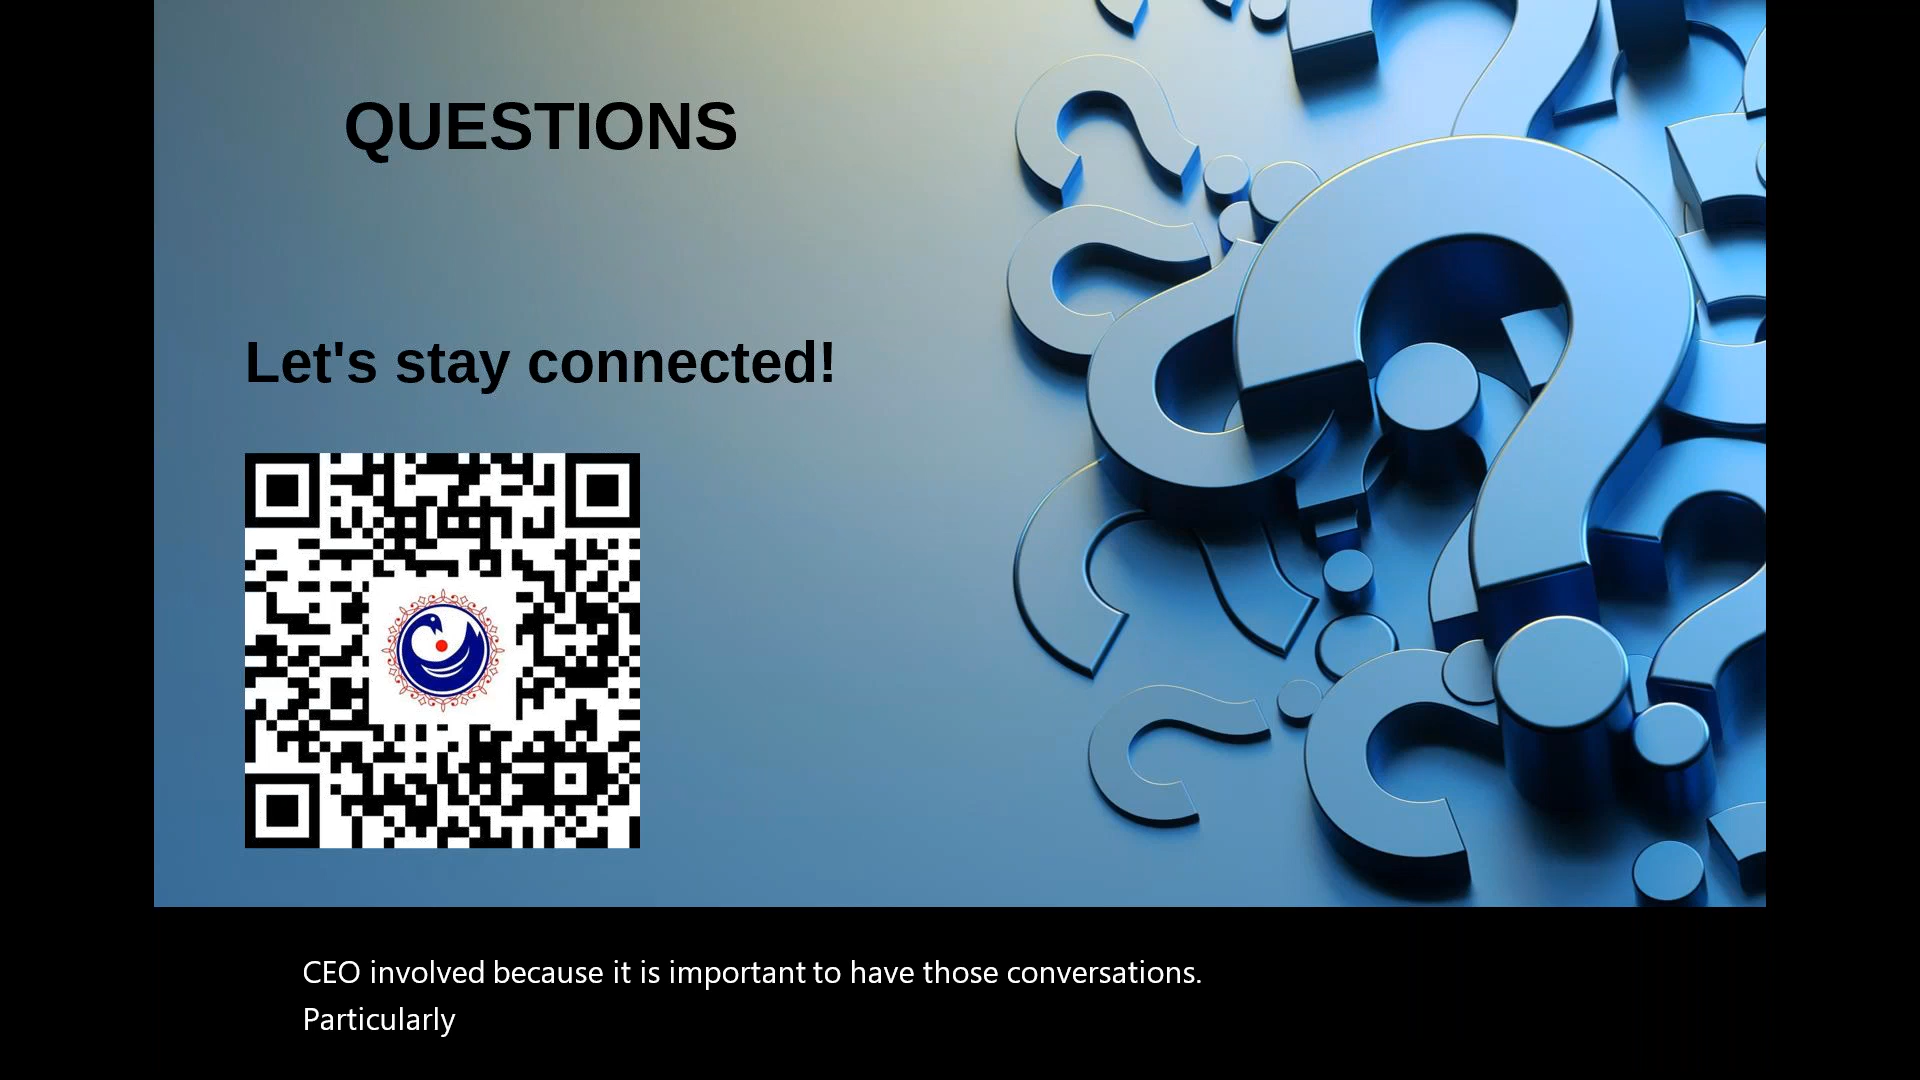 QUESTIONS
Let's stay connected!
CEO involved because it is important to have those conversations.
Particularly